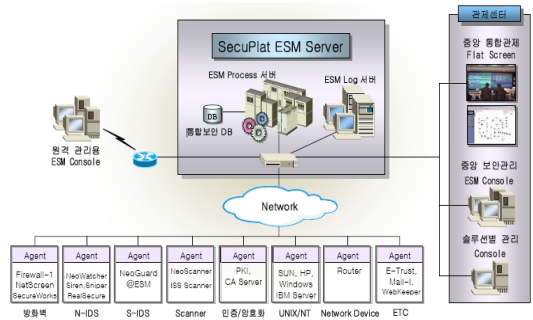 관제센터
SecuPlat ESM Server
중앙 통합관제
Flat Screen
ESM Process 서버
ESM Log 서버
DB
통합보안 DB
원격 관리용
ESM Console
중앙 보안관리
ESM Console
Network
솔루션별 관리
Console
Agent
Firewall-1
NetScreen
SecureWorks
방화벽
Agent
NeoWatcher
Siren,Sniper
RealSecure
N-IDS
Agent
NeoGuard
@ESM
S-IDS
Agent
NeoScanner
ISS Scanner
Scanner
Agent
PKI,
CA Server
인증/암호화
Agent
SUN, HP,
Windows
IBM Server
UNIX/NT
Agent
Router
Network Device
Agent
E-Trust,
Mail-I,
WebKeeper
ETC